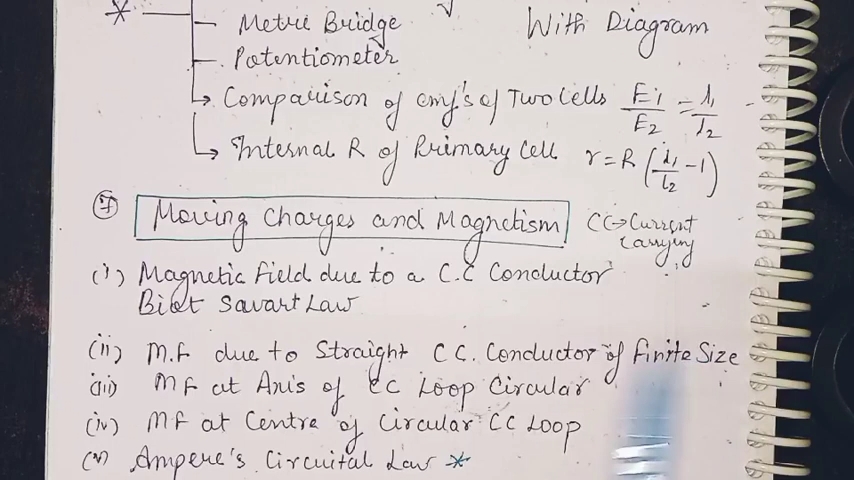 * Metre Bridge With Diagram
Potentiometer
Comparison of emf's of Two Cells E1/E2 = l1/l2
Internal R of Primary Cell r = R (l1/l2 - 1)
7 Moving Charges and Magnetism CC→Current
Carrying
(i) Magnetic Field due to a C.C Conductor
Biot Savart Law
(ii) M.F due to Straight CC. Conductor of Finite Size
(iii) MF at Axis of CC Loop Circular
(iv) MF at Centre of Circular CC Loop
(v) Ampere's Circuital Law *